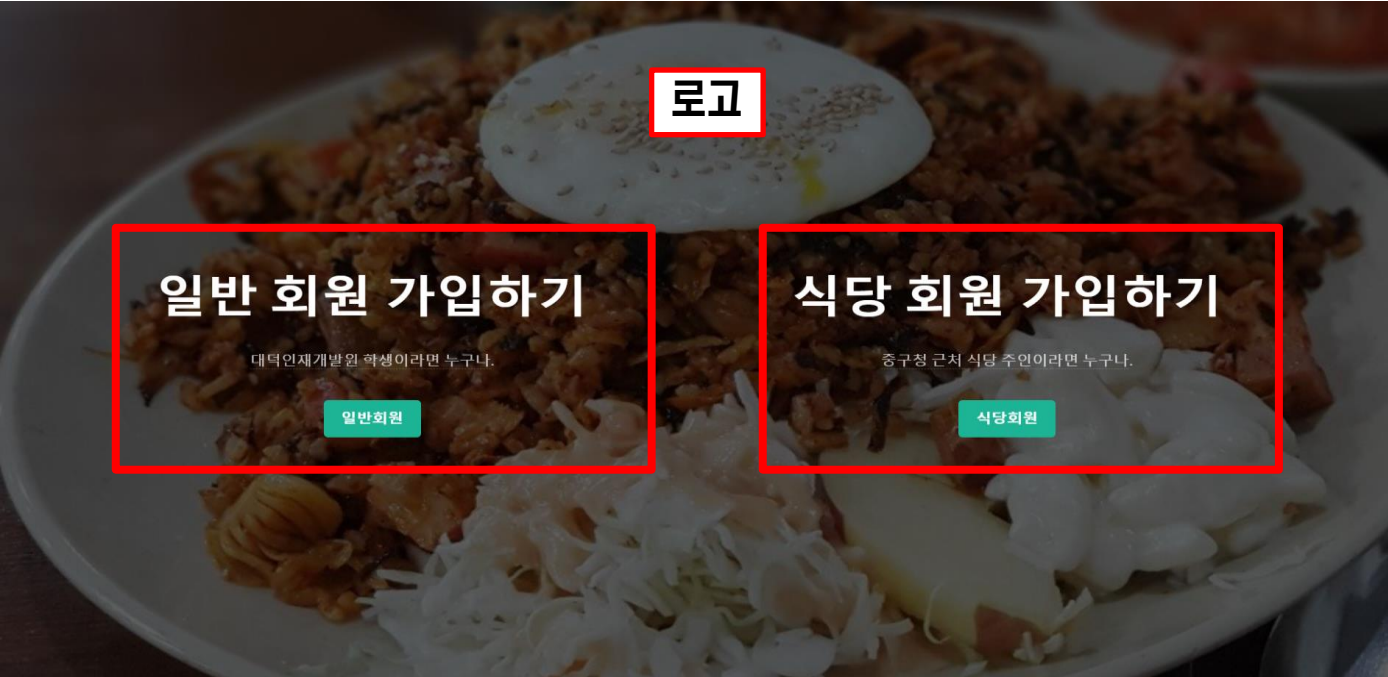 로고
일반 회원 가입하기
대덕인재개발원 학생이라면 누구나.
일반회원
식당 회원 가입하기
중구청 근처 식당 주인이라면 누구나.
식당회원